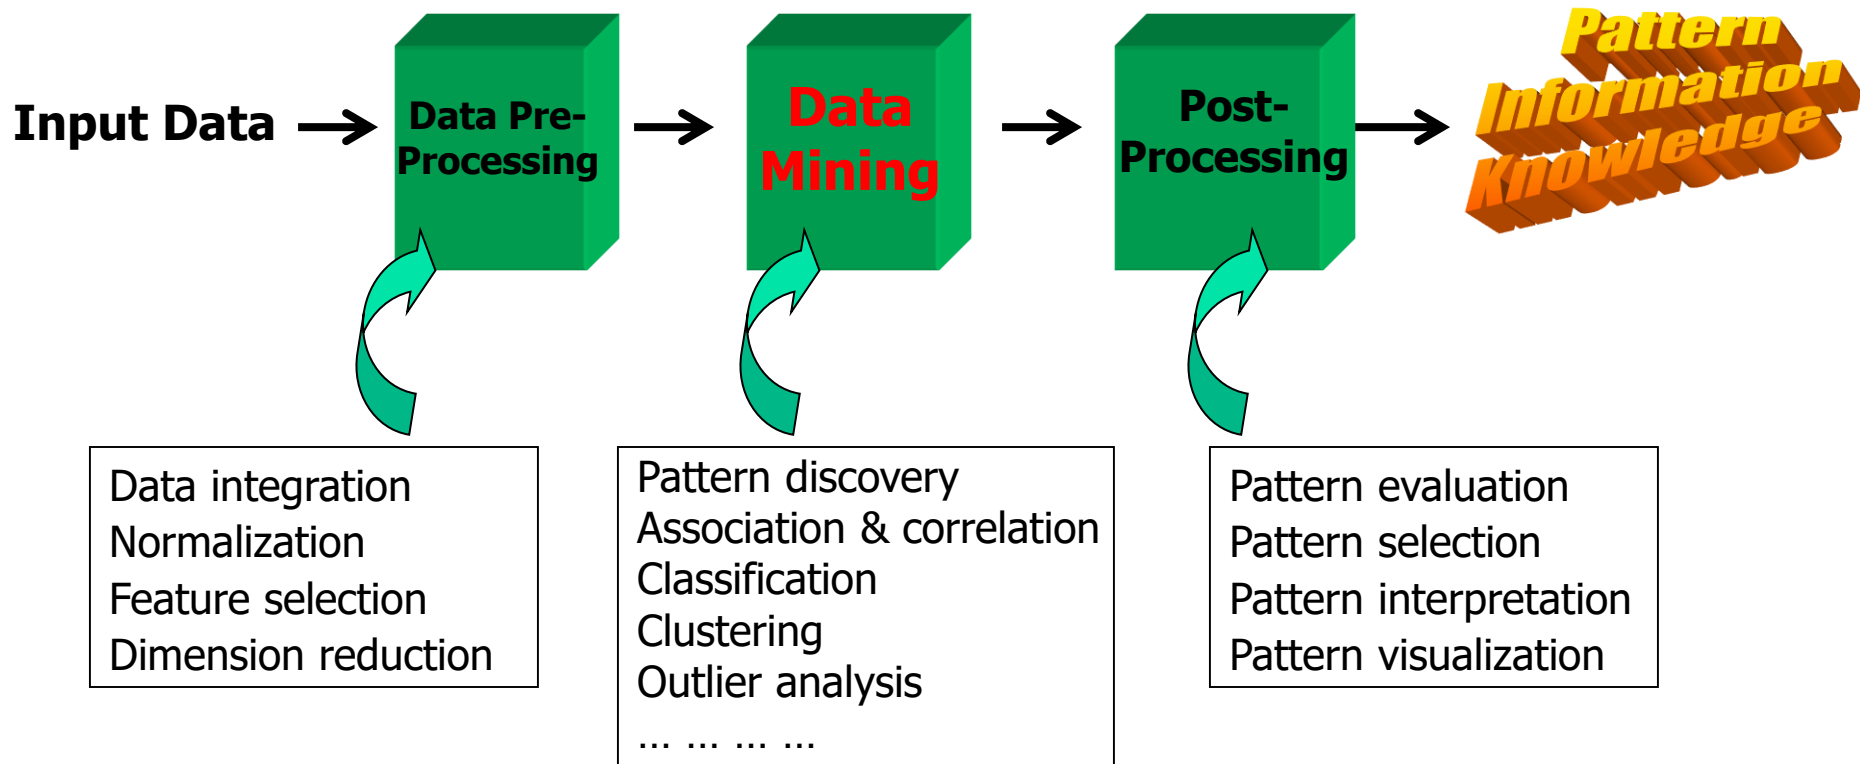 Input Data
Data Pre-
Processing
Data
Mining
Post-
Processing
Pattern
Information
Knowledge
Data integration
Normalization
Feature selection
Dimension reduction
Pattern discovery
Association & correlation
Classification
Clustering
Outlier analysis
… … … …
Pattern evaluation
Pattern selection
Pattern interpretation
Pattern visualization